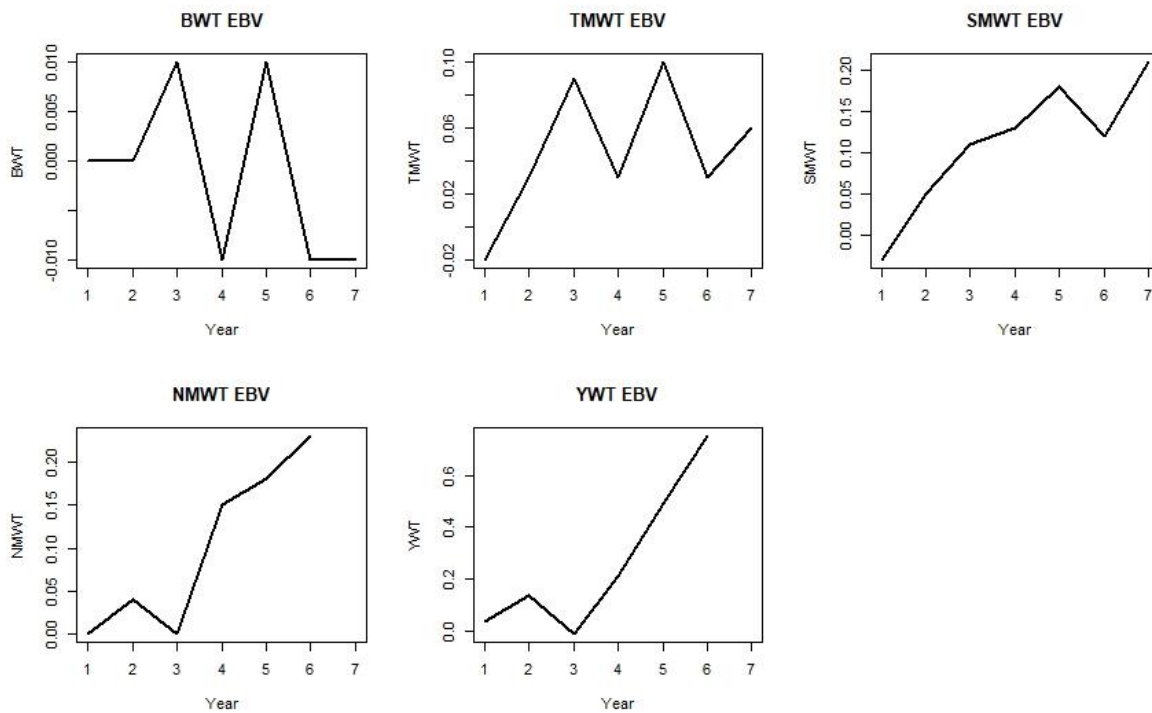 BWT EBV
BWT
0.010
0.005
0.000
-0.010
1 2 3 4 5 6 7
Year
TMWT EBV
TMWT
0.10
0.06
0.02
-0.02
1 2 3 4 5 6 7
Year
SMWT EBV
SMWT
0.20
0.15
0.10
0.05
0.00
1 2 3 4 5 6 7
Year
NMWT EBV
NMWT
0.20
0.15
0.10
0.05
0.00
1 2 3 4 5 6 7
Year
YWT EBV
YWT
0.6
0.4
0.2
0.0
1 2 3 4 5 6 7
Year